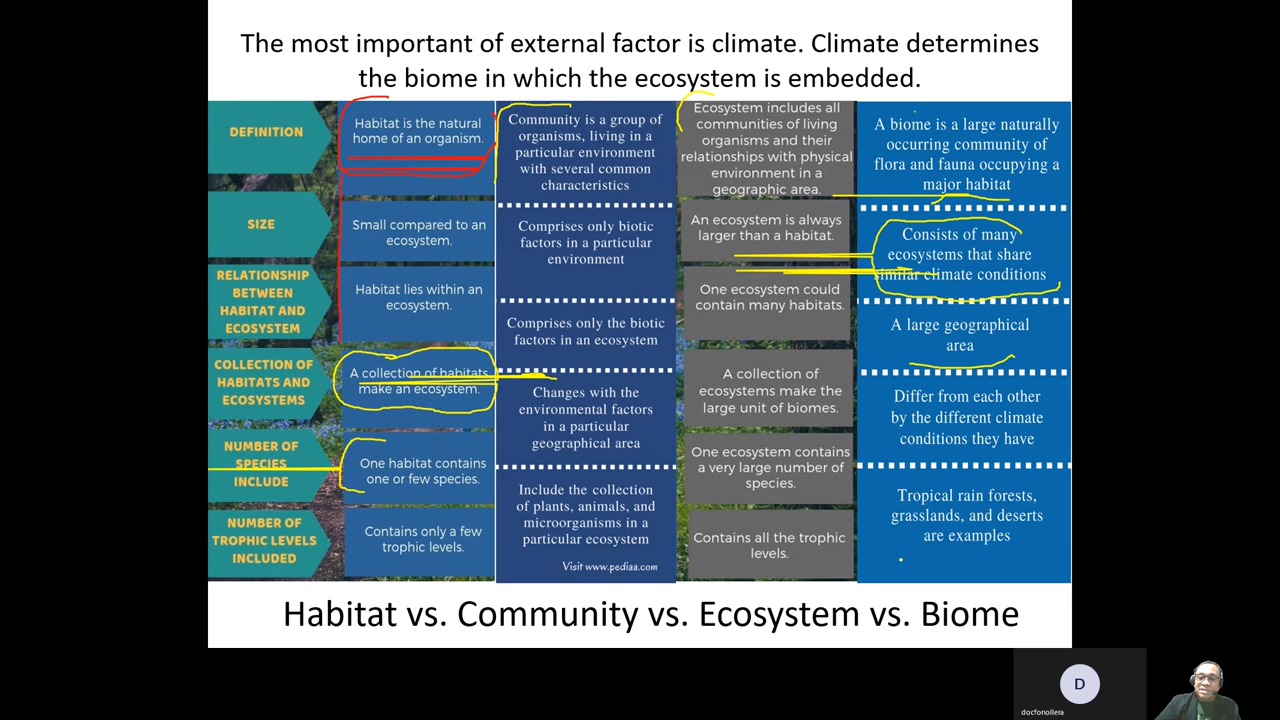 The most important of external factor is climate. Climate determines
the biome in which the ecosystem is embedded.
DEFINITION
Habitat is the natural
home of an organism.
Community is a group of
organisms, living in a
particular environment
with several common
characteristics
Ecosystem includes all
communities of living
organisms and their
relationships with physical
environment in a
geographic area.
A biome is a large naturally
occurring community of
flora and fauna occupying a
major habitat
SIZE
Small compared to an
ecosystem.
Comprises only biotic
factors in a particular
environment
An ecosystem is always
larger than a habitat.
Consists of many
ecosystems that share
similar climate conditions
RELATIONSHIP
BETWEEN
HABITAT AND
ECOSYSTEM
Habitat lies within an
ecosystem.
Comprises only the biotic
factors in an ecosystem
One ecosystem could
contain many habitats.
A large geographical
area
COLLECTION OF
HABITATS AND
ECOSYSTEMS
A collection of habitats
make an ecosystem.
Changes with the
environmental factors
in a particular
geographical area
A collection of
ecosystems make the
large unit of biomes.
Differ from each other
by the different climate
conditions they have
NUMBER OF
SPECIES
INCLUDE
One habitat contains
one or few species.
Include the collection
of plants, animals, and
microorganisms in a
particular ecosystem
One ecosystem contains
a very large number of
species.
Tropical rain forests,
grasslands, and deserts
are examples
NUMBER OF
TROPHIC LEVELS
INCLUDED
Contains only a few
trophic levels.
Visit www.pediaa.com
Contains all the trophic
levels.
Habitat vs. Community vs. Ecosystem vs. Biome
D
docfonollera